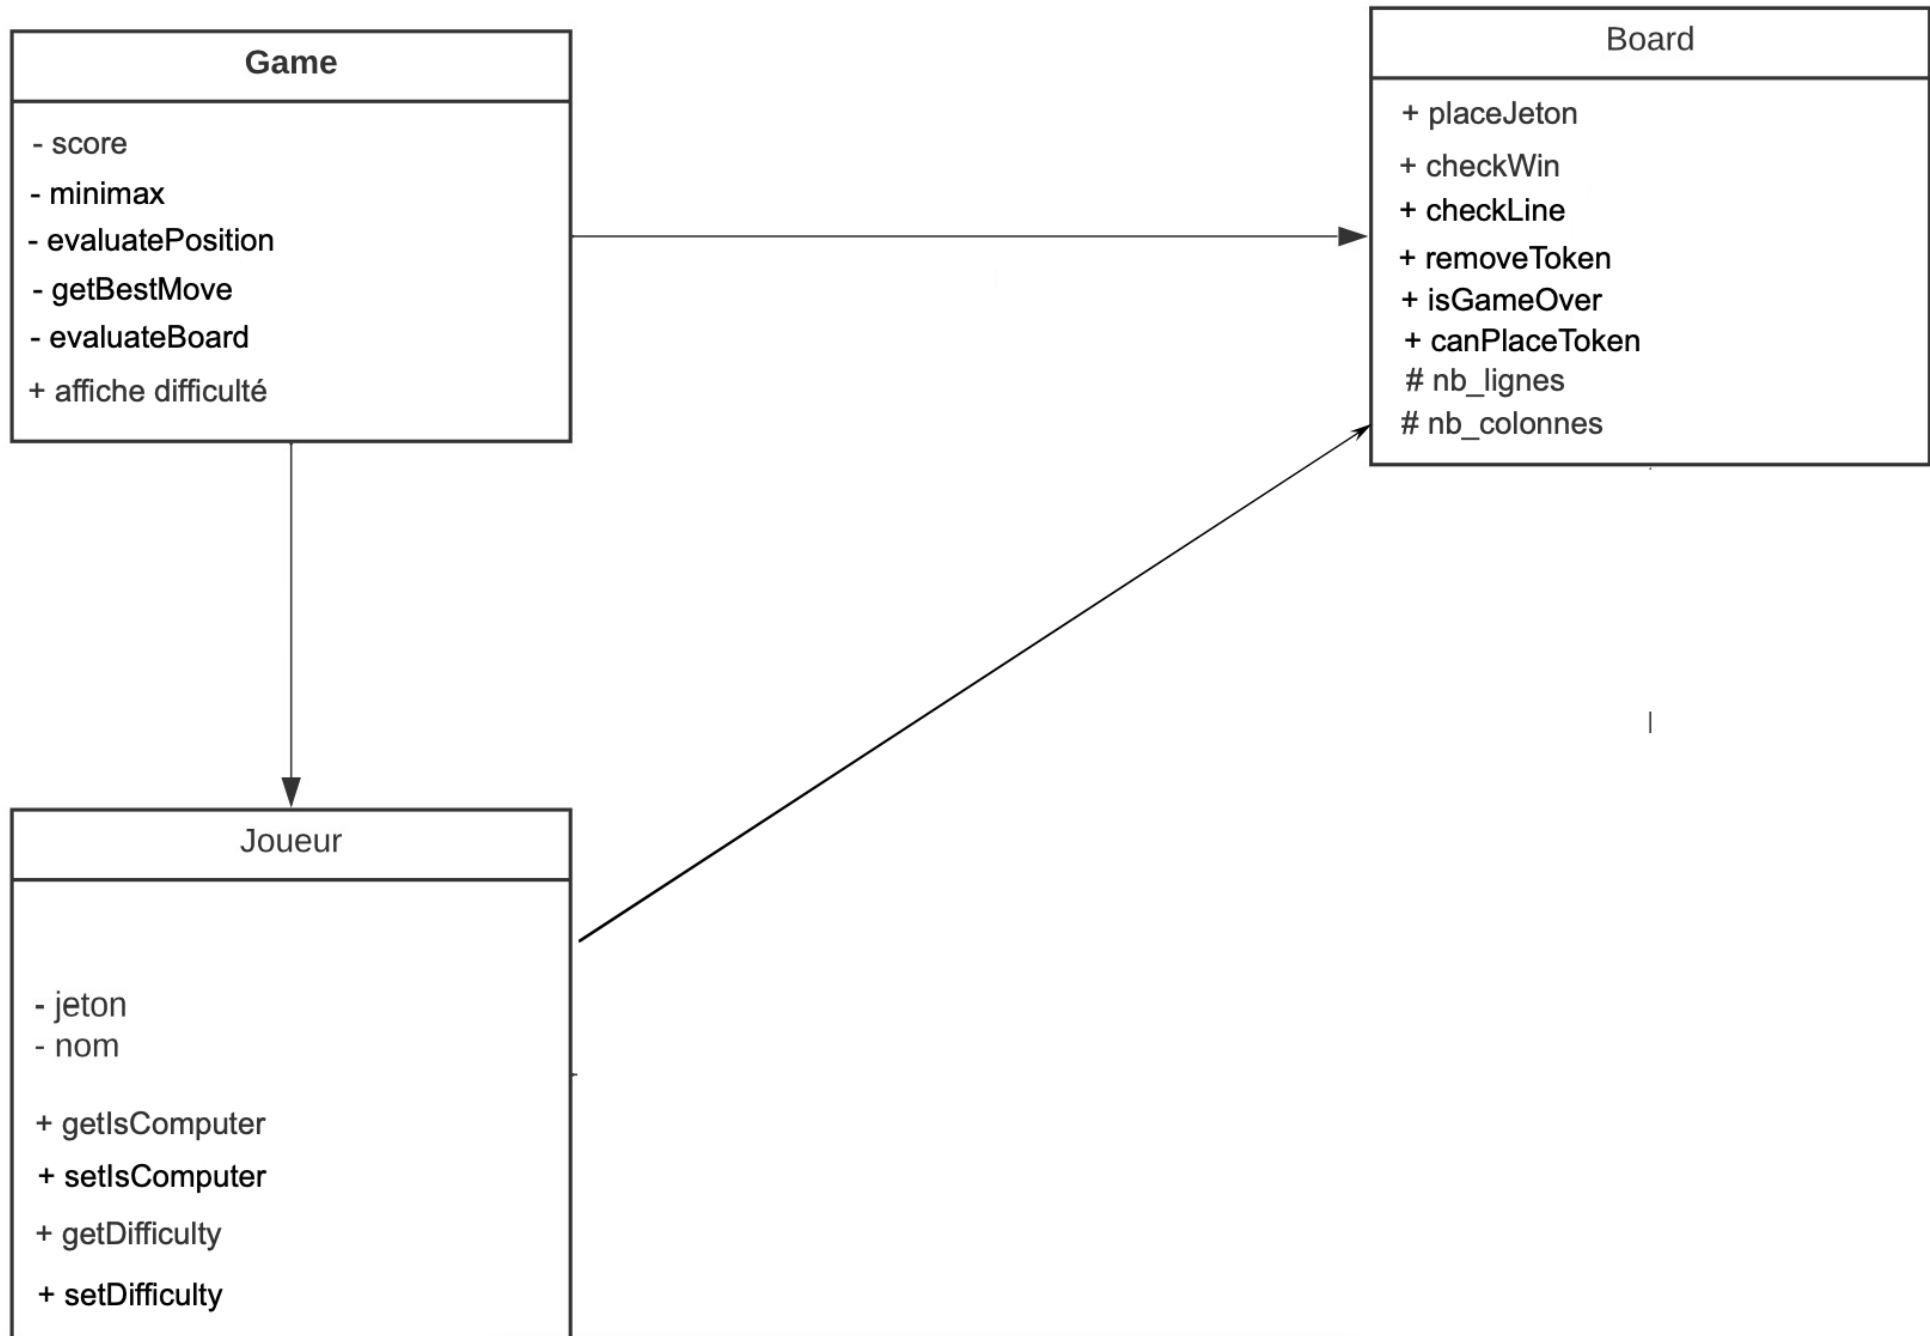 Game
- score
- minimax
- evaluatePosition
- getBestMove
- evaluateBoard
+ affiche difficulté
Board
+ placeJeton
+ checkWin
+ checkLine
+ removeToken
+ isGameOver
+ canPlaceToken
# nb_lignes
# nb_colonnes
Joueur
- jeton
- nom
+ getIsComputer
+ setIsComputer
+ getDifficulty
+ setDifficulty